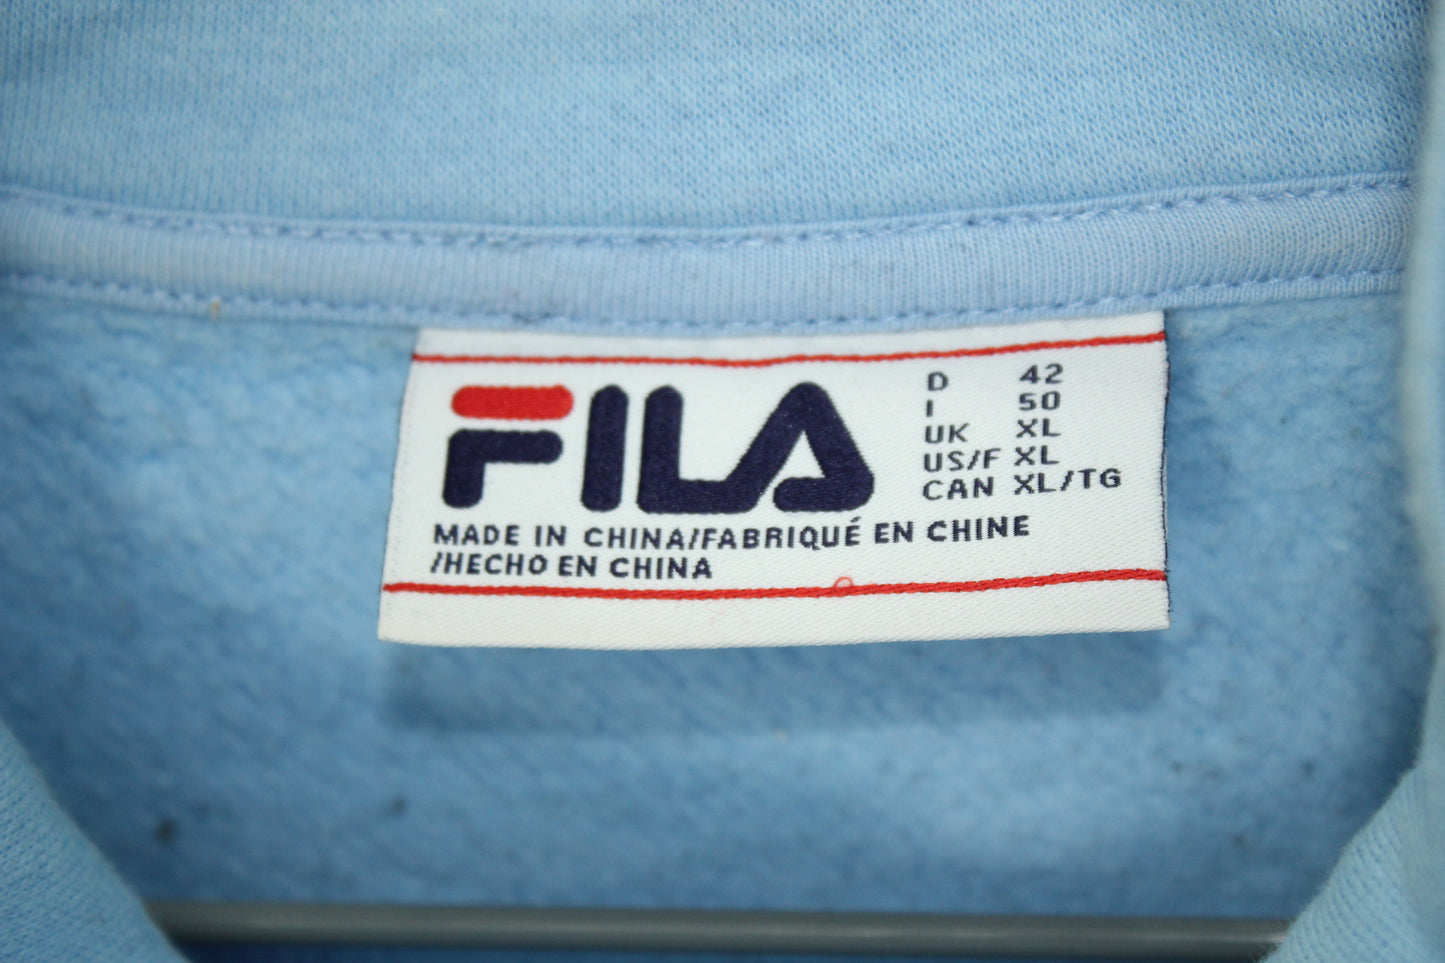 FILA
D 42
I 50
UK XL
US/F XL
CAN XL/TG
MADE IN CHINA/FABRIQUÉ EN CHINE
/HECHO EN CHINA